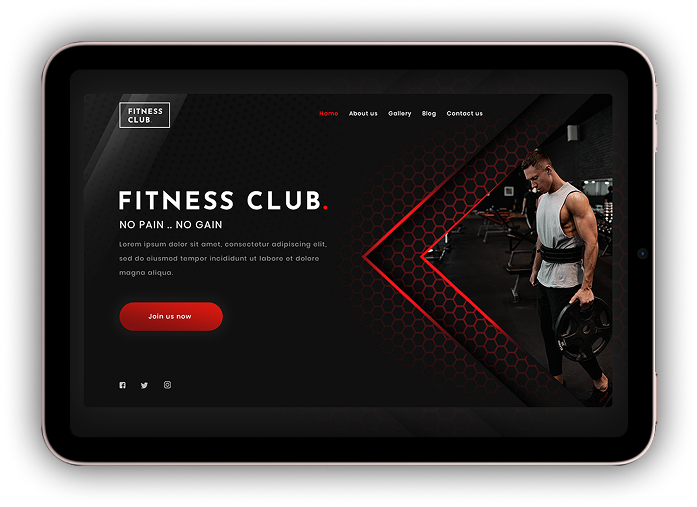 FITNESS
CLUB
Home About us Gallery Blog Contact us
FITNESS CLUB.
NO PAIN .. NO GAIN
Lorem ipsum dolor sit amet, consectetur adipiscing elit,
sed do eiusmod tempor incididunt ut labore et dolore
magna aliqua.
Join us now